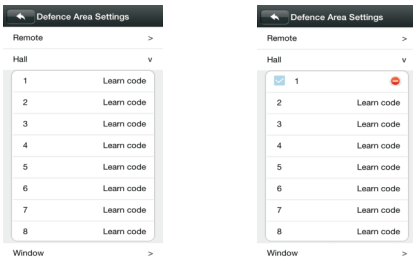 Defence Area Settings
Remote >
Hall v
1 Learn code
2 Learn code
3 Learn code
4 Learn code
5 Learn code
6 Learn code
7 Learn code
8 Learn code
Window >
Defence Area Settings
Remote >
Hall v
1
2 Learn code
3 Learn code
4 Learn code
5 Learn code
6 Learn code
7 Learn code
8 Learn code
Window >